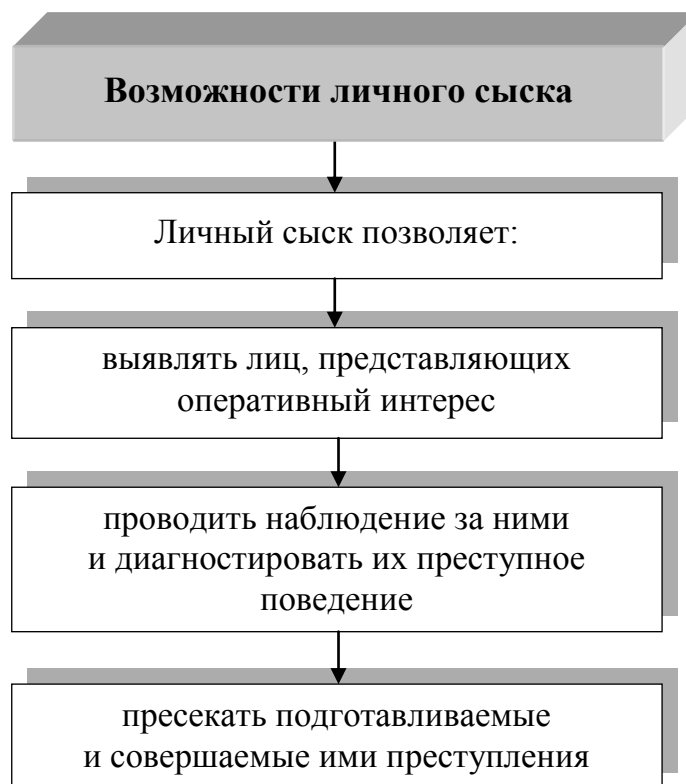 Возможности личного сыска
Личный сыск позволяет:
выявлять лиц, представляющих
оперативный интерес
проводить наблюдение за ними
и диагностировать их преступное
поведение
пресекать подготавливаемые
и совершаемые ими преступления